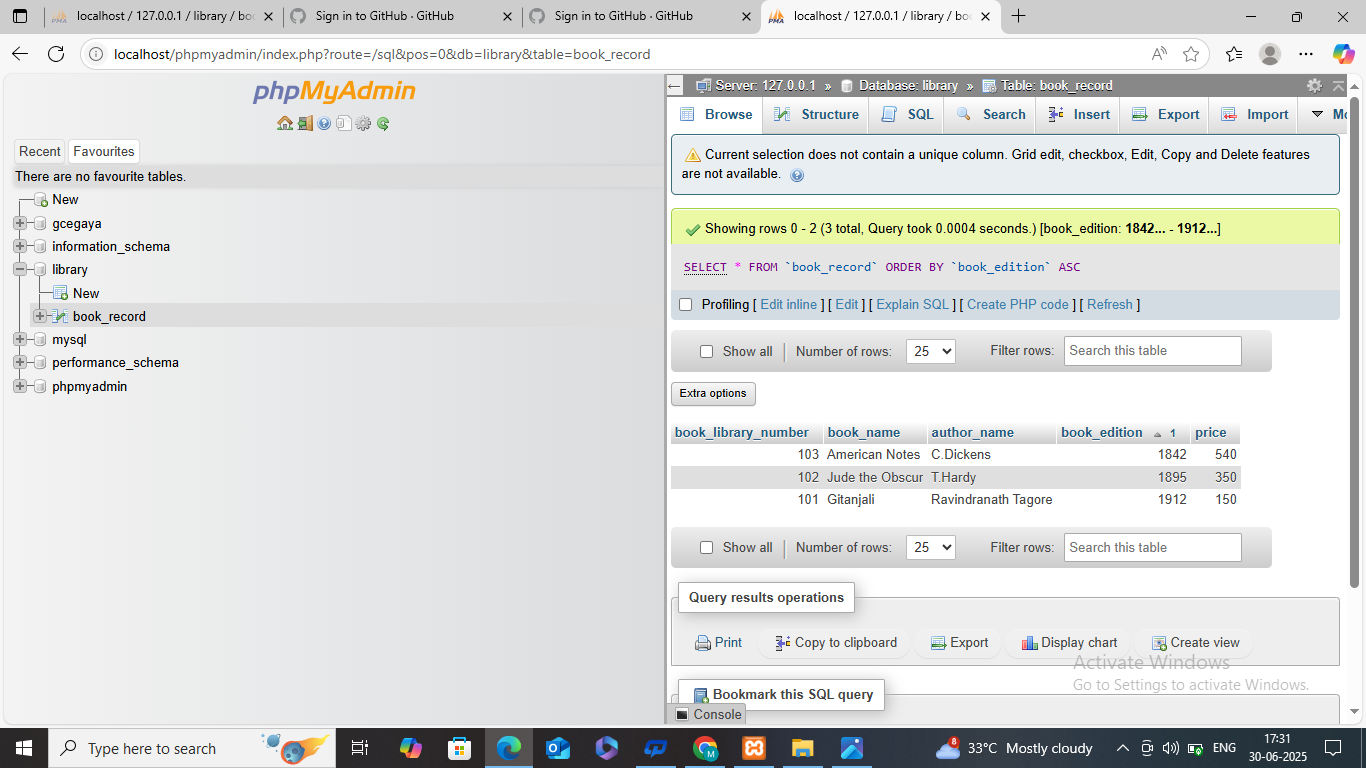 localhost / 127.0.0.1 / library / bo
Sign in to GitHub · GitHub
Sign in to GitHub · GitHub
localhost / 127.0.0.1 / library / bo
localhost/phpmyadmin/index.php?route=/sql&pos=0&db=library&table=book_record
phpMyAdmin
Recent Favourites
There are no favourite tables.
New
gcegaya
information_schema
library
New
book_record
mysql
performance_schema
phpmyadmin
Server: 127.0.0.1 » Database: library » Table: book_record
Browse Structure SQL Search Insert Export Import
Current selection does not contain a unique column. Grid edit, checkbox, Edit, Copy and Delete features
are not available.
Showing rows 0 - 2 (3 total, Query took 0.0004 seconds.) [book_edition: 1842... - 1912...]
SELECT * FROM `book_record` ORDER BY `book_edition` ASC
Profiling [ Edit inline ] [ Edit ] [ Explain SQL ] [ Create PHP code ] [ Refresh ]
Show all Number of rows: 25 Filter rows: Search this table
Extra options
book_library_number book_name author_name book_edition 1 price
103 American Notes C.Dickens 1842 540
102 Jude the Obscur T.Hardy 1895 350
101 Gitanjali Ravindranath Tagore 1912 150
Show all Number of rows: 25 Filter rows: Search this table
Query results operations
Print Copy to clipboard Export Display chart Create view
Activate Windows
Go to Settings to activate Windows.
Bookmark this SQL query
Console
Type here to search
8
33°C Mostly cloudy
ENG
17:31
30-06-2025